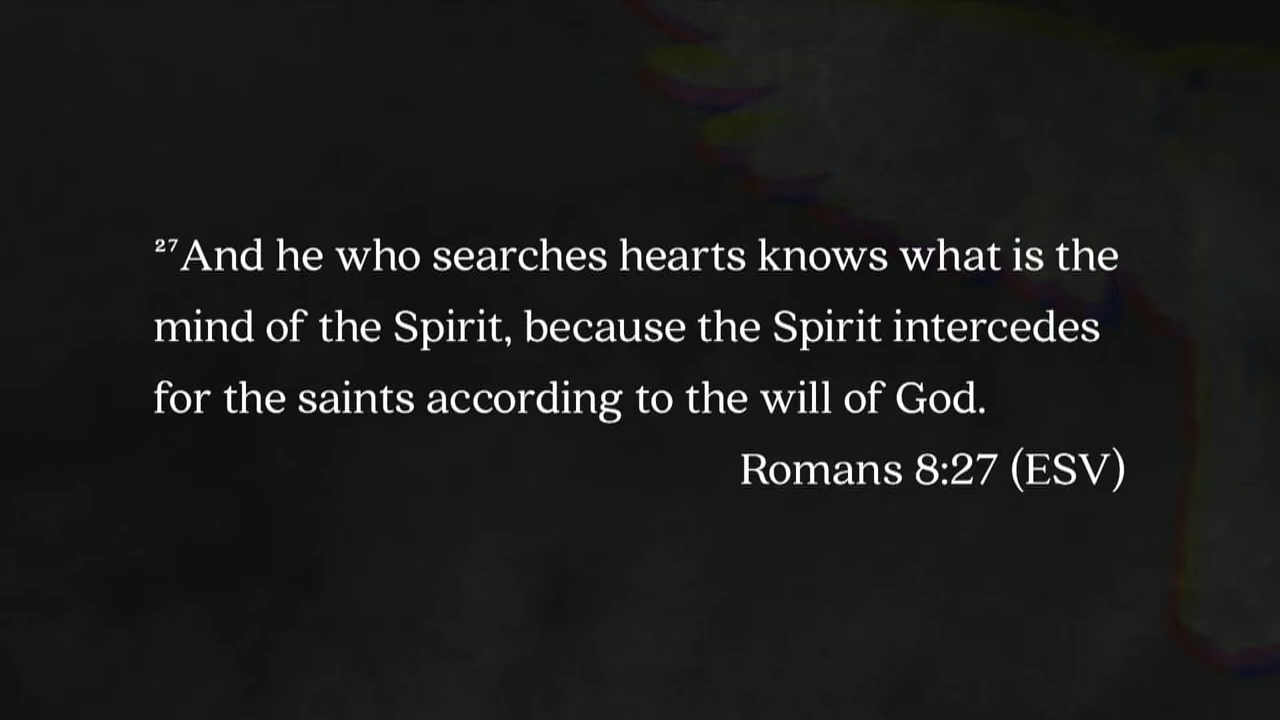 ²⁷And he who searches hearts knows what is the
mind of the Spirit, because the Spirit intercedes
for the saints according to the will of God.
Romans 8:27 (ESV)